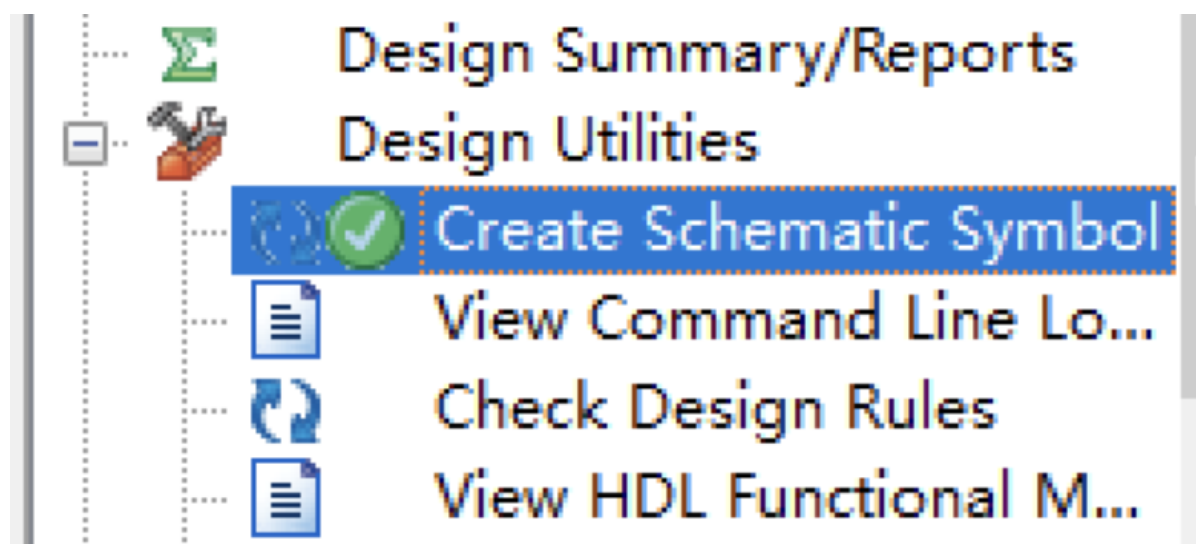 Design Summary/Reports
Design Utilities
Create Schematic Symbol
View Command Line Lo...
Check Design Rules
View HDL Functional M...